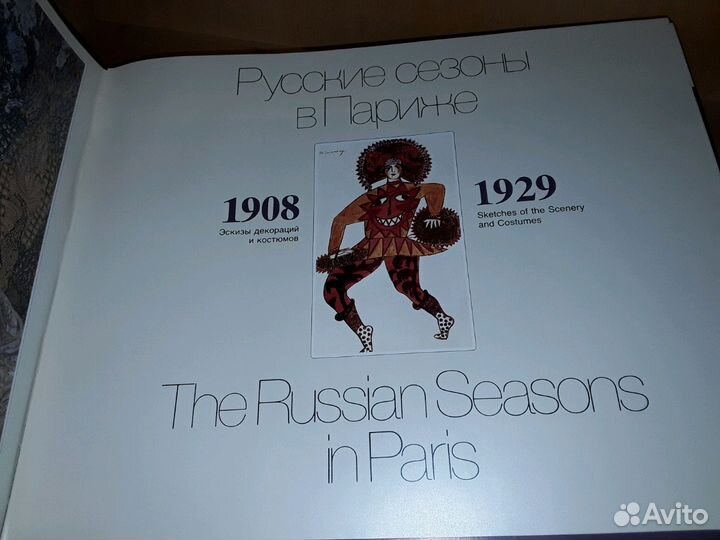 Русские сезоны
в Париже
1908
Эскизы декораций
и костюмов
1929
Sketches of the Scenery
and Costumes
The Russian Seasons
in Paris
Avito